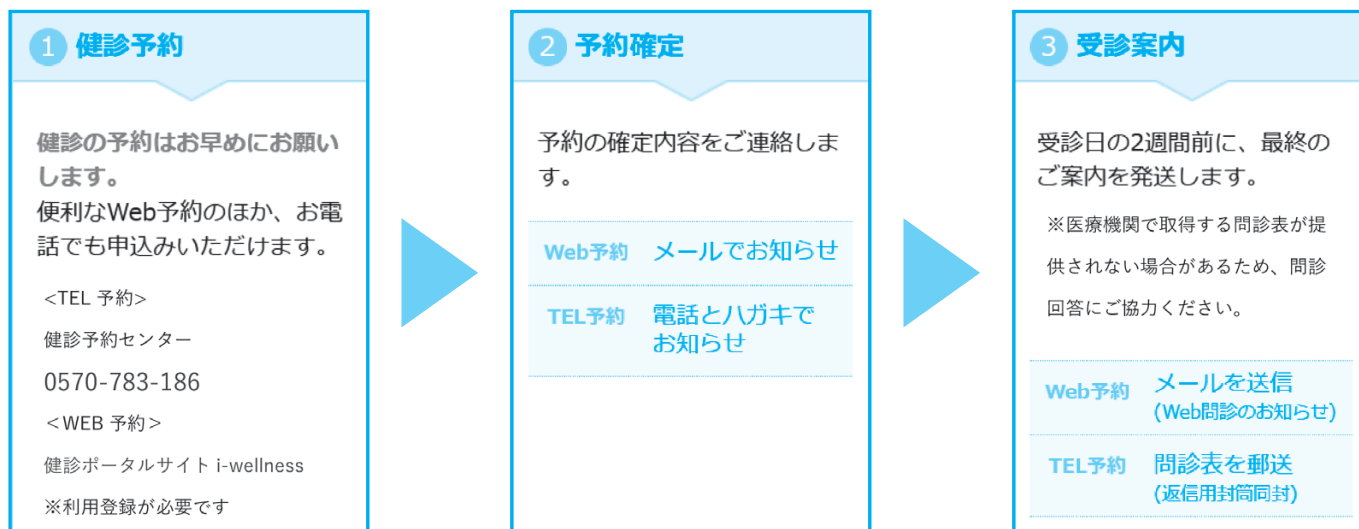 1 健診予約
健診の予約はお早めにお願い
します。
便利なWeb予約のほか、お電
話でも申込みいただけます。
<TEL 予約>
健診予約センター
0570-783-186
＜WEB 予約＞
健診ポータルサイト i-wellness
※利用登録が必要です
2 予約確定
予約の確定内容をご連絡しま
す。
Web予約 メールでお知らせ
TEL予約 電話とハガキで
お知らせ
3 受診案内
受診日の2週間前に、最終の
ご案内を発送します。
※医療機関で取得する問診表が提
供されない場合があるため、問診
回答にご協力ください。
Web予約 メールを送信
(Web問診のお知らせ)
TEL予約 問診表を郵送
(返信用封筒同封)